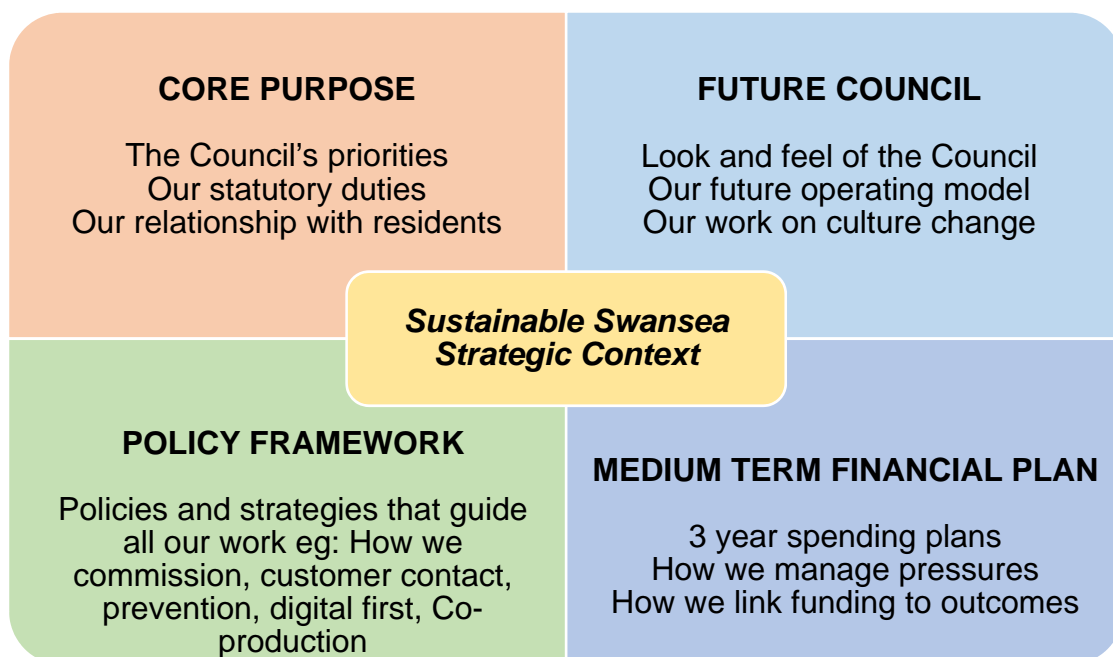 CORE PURPOSE
The Council’s priorities
Our statutory duties
Our relationship with residents
FUTURE COUNCIL
Look and feel of the Council
Our future operating model
Our work on culture change
Sustainable Swansea
Strategic Context
POLICY FRAMEWORK
Policies and strategies that guide
all our work eg: How we
commission, customer contact,
prevention, digital first, Co-
production
MEDIUM TERM FINANCIAL PLAN
3 year spending plans
How we manage pressures
How we link funding to outcomes